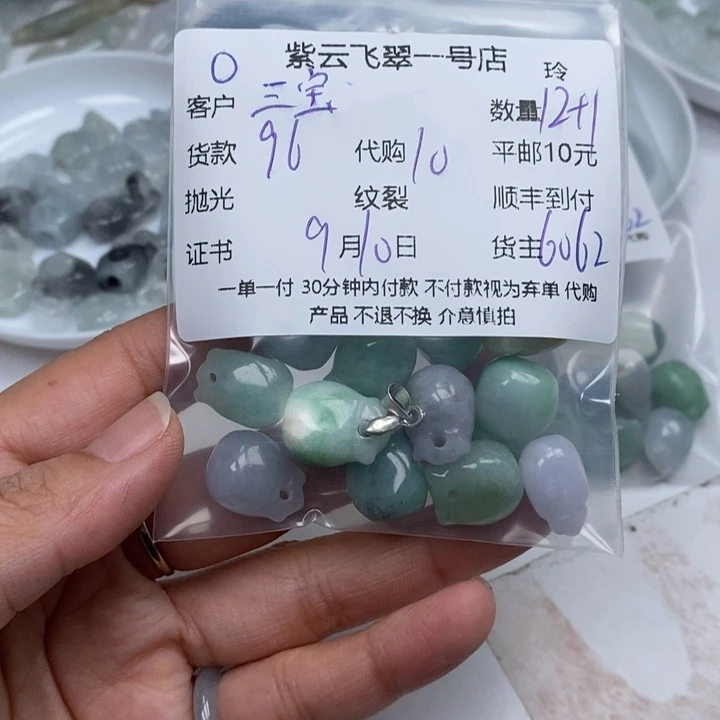 紫云飞翠一号店
O 玲
客户 三宝 数量 12+1
货款 96 代购 10 平邮10元
抛光 纹裂 顺丰到付
证书 9月10日 货主 6062
一单一付 30分钟内付款 不付款视为弃单 代购
产品 不退不换 介意慎拍